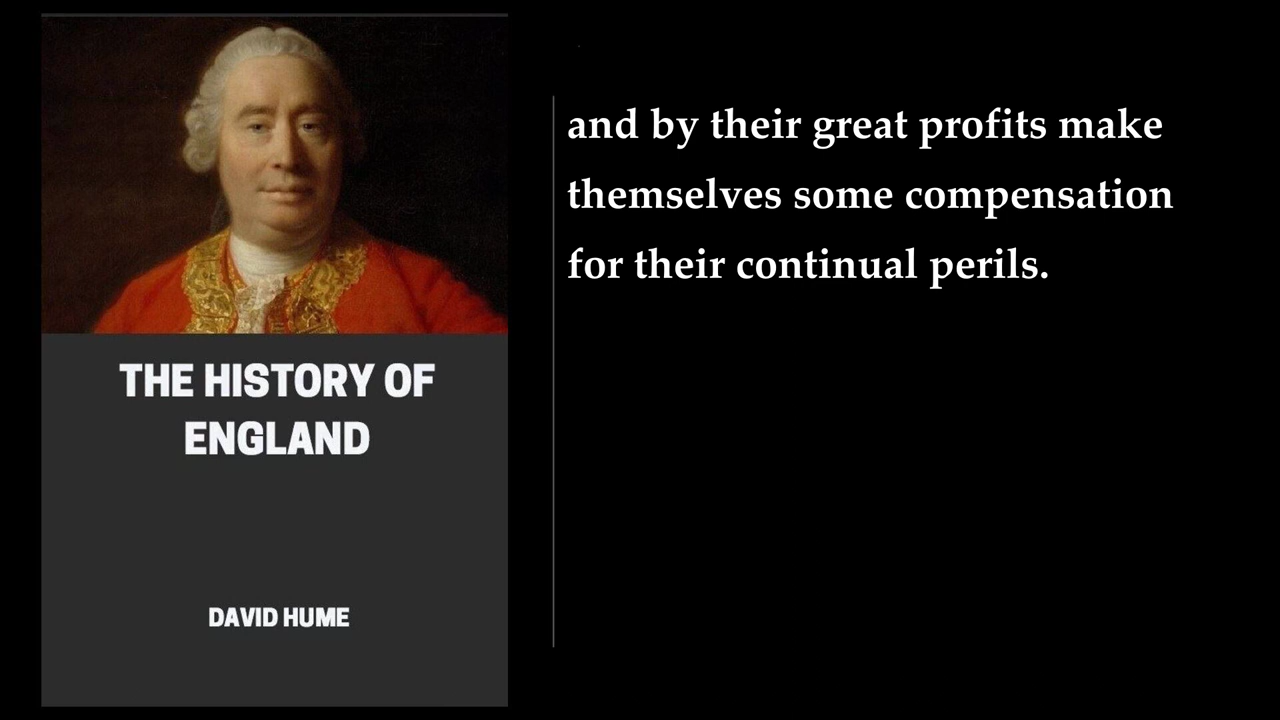 THE HISTORY OF
ENGLAND
DAVID HUME
and by their great profits make
themselves some compensation
for their continual perils.